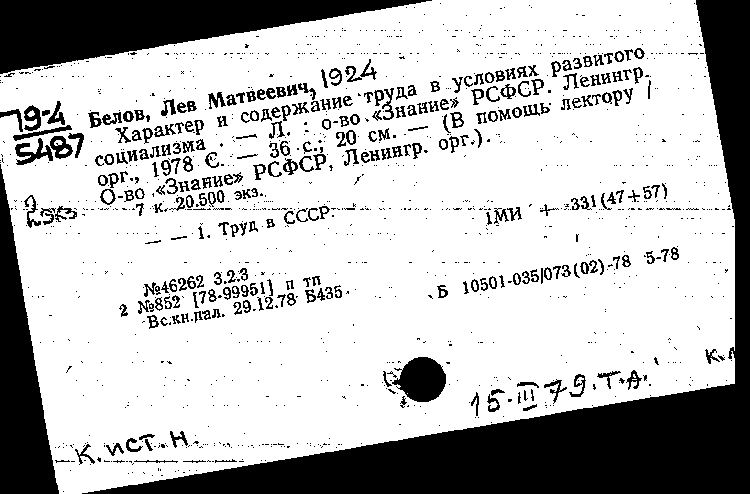 79-4
5487
Белов, Лев Матвеевич, 1924
Характер и содержание труда в условиях развитого
социализма. — Л. : о-во «Знание» РСФСР. Ленингр.
орг., 1978 С. — 36 с.; 20 см. — (В помощь лектору /
О-во «Знание» РСФСР, Ленингр. орг.).
7 к. 20.500 экз.
— — 1. Труд в СССР.
1МИ + 331(47+57)
№46262 3.2.3
2 №852 [78-99951] п тп
Вс.кн.пал. 29.12.78 Б435.
Б 10501-035/073(02)-78 5-78
15.III 79.Т.А.
К. ист. н.